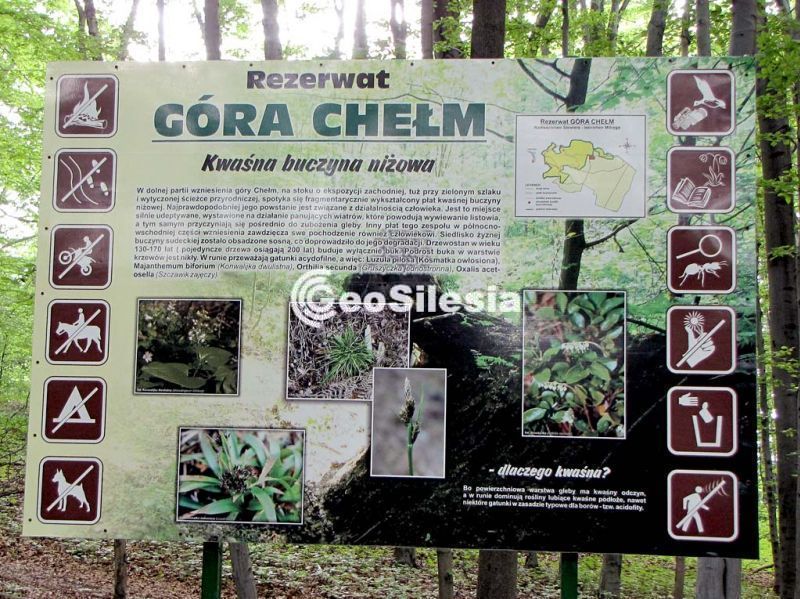 Rezerwat
GÓRA CHEŁM
Kwaśna buczyna niżowa
W dolnej partii wzniesienia góry Chełm, na stoku o ekspozycji zachodniej, tuż przy zielonym szlaku
i wytyczonej ścieżce przyrodniczej, spotyka się fragmentarycznie wykształcony płat kwaśnej buczyny
niżowej. Najprawdopodobniej jego powstanie jest związane z działalnością człowieka. Jest to miejsce
silnie udeptywane, wystawione na działanie panujących wiatrów, które powodują wywiewanie listowia,
a tym samym przyczyniają się pośrednio do zubożenia gleby. Inny płat tego zespołu w północno-
wschodniej części wzniesienia zawdzięcza swe pochodzenie również człowiekowi. Siedlisko żyznej
buczyny sudeckiej zostało obsadzone sosną, co doprowadziło do jego degradacji. Drzewostan w wieku
130-170 lat ( pojedyncze drzewa osiągają 200 lat) buduje wyłącznie buk. Podrost buka w warstwie
krzewów jest nikły. W runie przeważają gatunki acydofilne, a więc: Luzula pilosa (Kosmatka owłosiona),
Majanthemum biforium (Konwalijka dwulistna), Orthilia secunda (Gruszyczka jednostronna), Oxalis acet-
osella (Szczawik zajęczy).
Rezerwat GÓRA CHEŁM
GeoSilesia
- dlaczego kwaśna?
Bo powierzchniowa warstwa gleby ma kwaśny odczyn,
a w runie dominują rośliny lubiące kwaśne podłoże, nawet
niektóre gatunki w zasadzie typowe dla borów - tzw. acidofity.